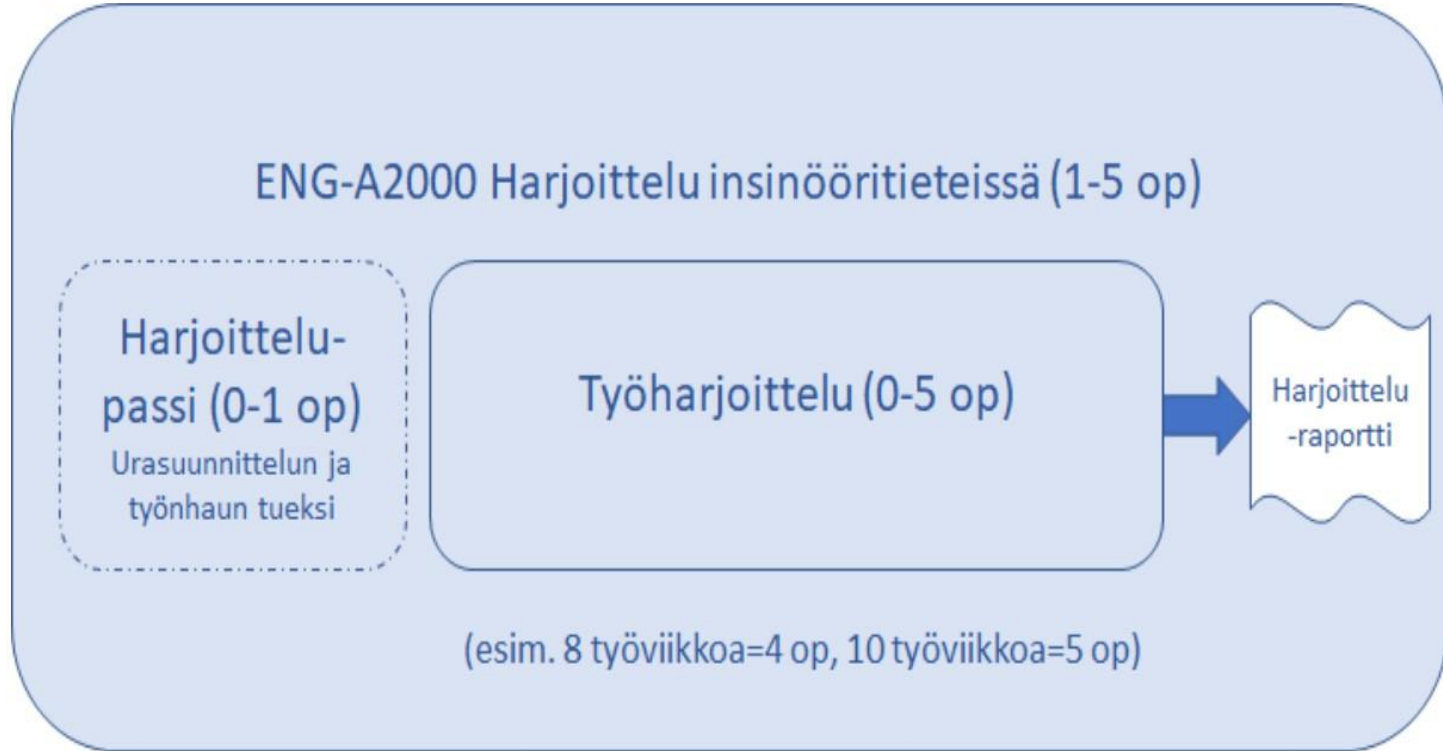 ENG-A2000 Harjoittelu insinööritieteissä (1-5 op)
Harjoittelu-
passi (0-1 op)
Urasuunnittelun ja
työnhaun tueksi
Työharjoittelu (0-5 op)
Harjoittelu
-raportti
(esim. 8 työviikkoa=4 op, 10 työviikkoa=5 op)